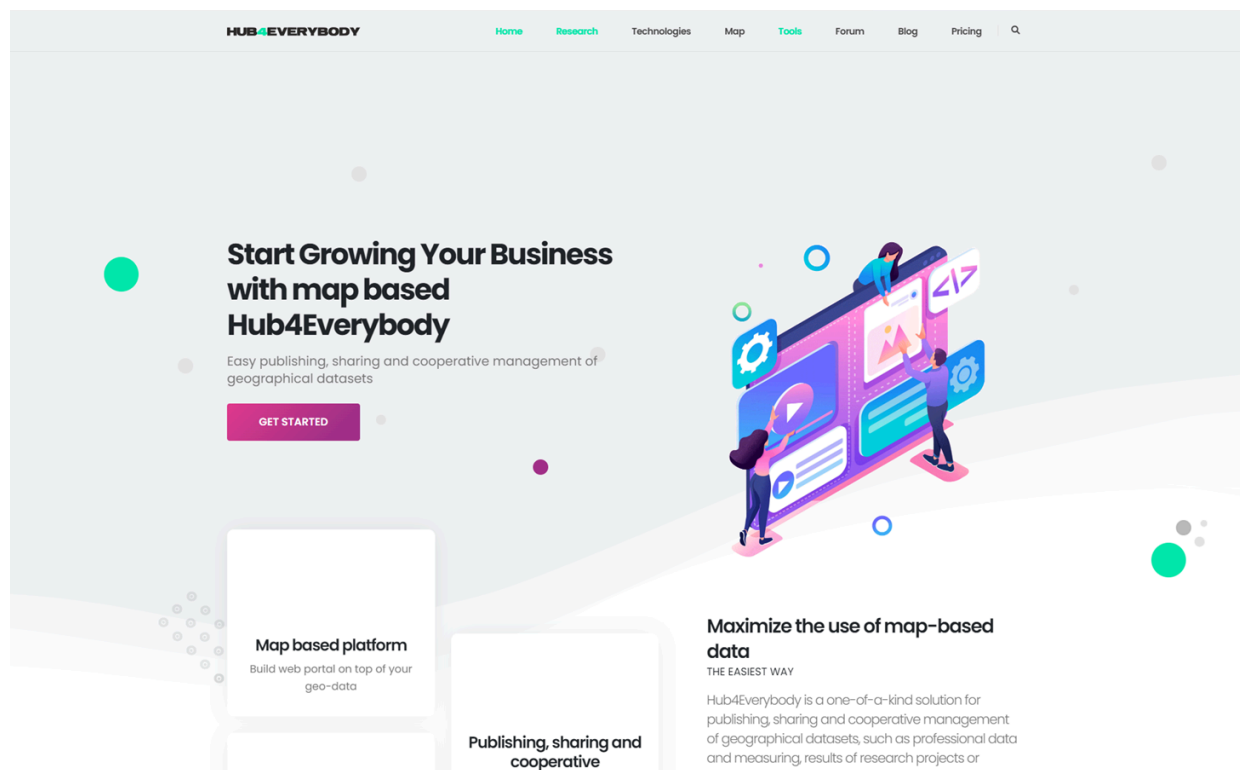 HUB4EVERYBODY
Home Research Technologies Map Tools Forum Blog Pricing
Start Growing Your Business
with map based
Hub4Everybody
Easy publishing, sharing and cooperative management of
geographical datasets
GET STARTED
Map based platform
Build web portal on top of your
geo-data
Publishing, sharing and
cooperative
Maximize the use of map-based
data
THE EASIEST WAY
Hub4Everybody is a one-of-a-kind solution for
publishing, sharing and cooperative management
of geographical datasets, such as professional data
and measuring, results of research projects or